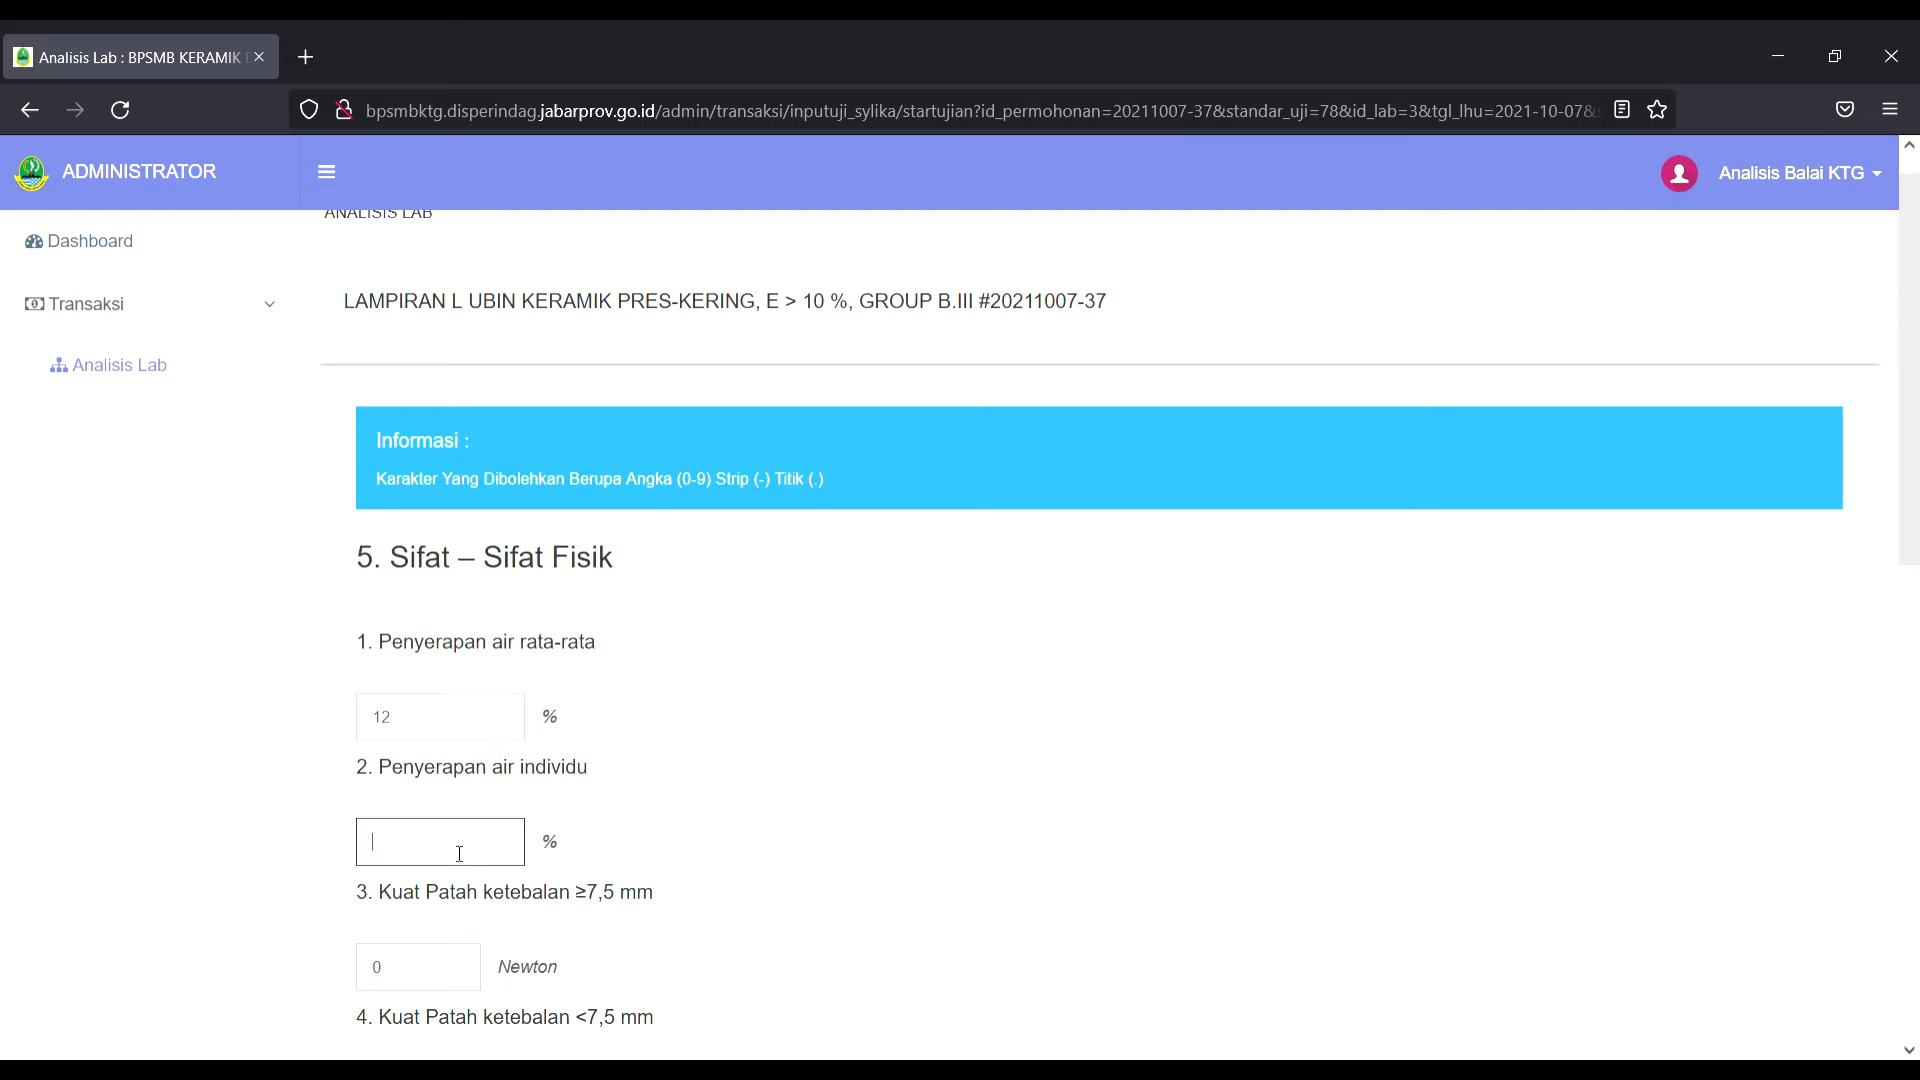 Analisis Lab : BPSMB KERAMIK
bpsmbktg.disperindag.jabarprov.go.id/admin/transaksi/inputuji_sylika/startujian?id_permohonan=20211007-37&standar_uji=78&id_lab=3&tgl_lhu=2021-10-07&
ADMINISTRATOR
Analisis Balai KTG
ANALISIS LAB
Dashboard
Transaksi
Analisis Lab
LAMPIRAN L UBIN KERAMIK PRES-KERING, E > 10 %, GROUP B.III #20211007-37
Informasi :
Karakter Yang Dibolehkan Berupa Angka (0-9) Strip (-) Titik (.)
5. Sifat – Sifat Fisik
1. Penyerapan air rata-rata
12 %
2. Penyerapan air individu
%
3. Kuat Patah ketebalan ≥7,5 mm
0 Newton
4. Kuat Patah ketebalan <7,5 mm